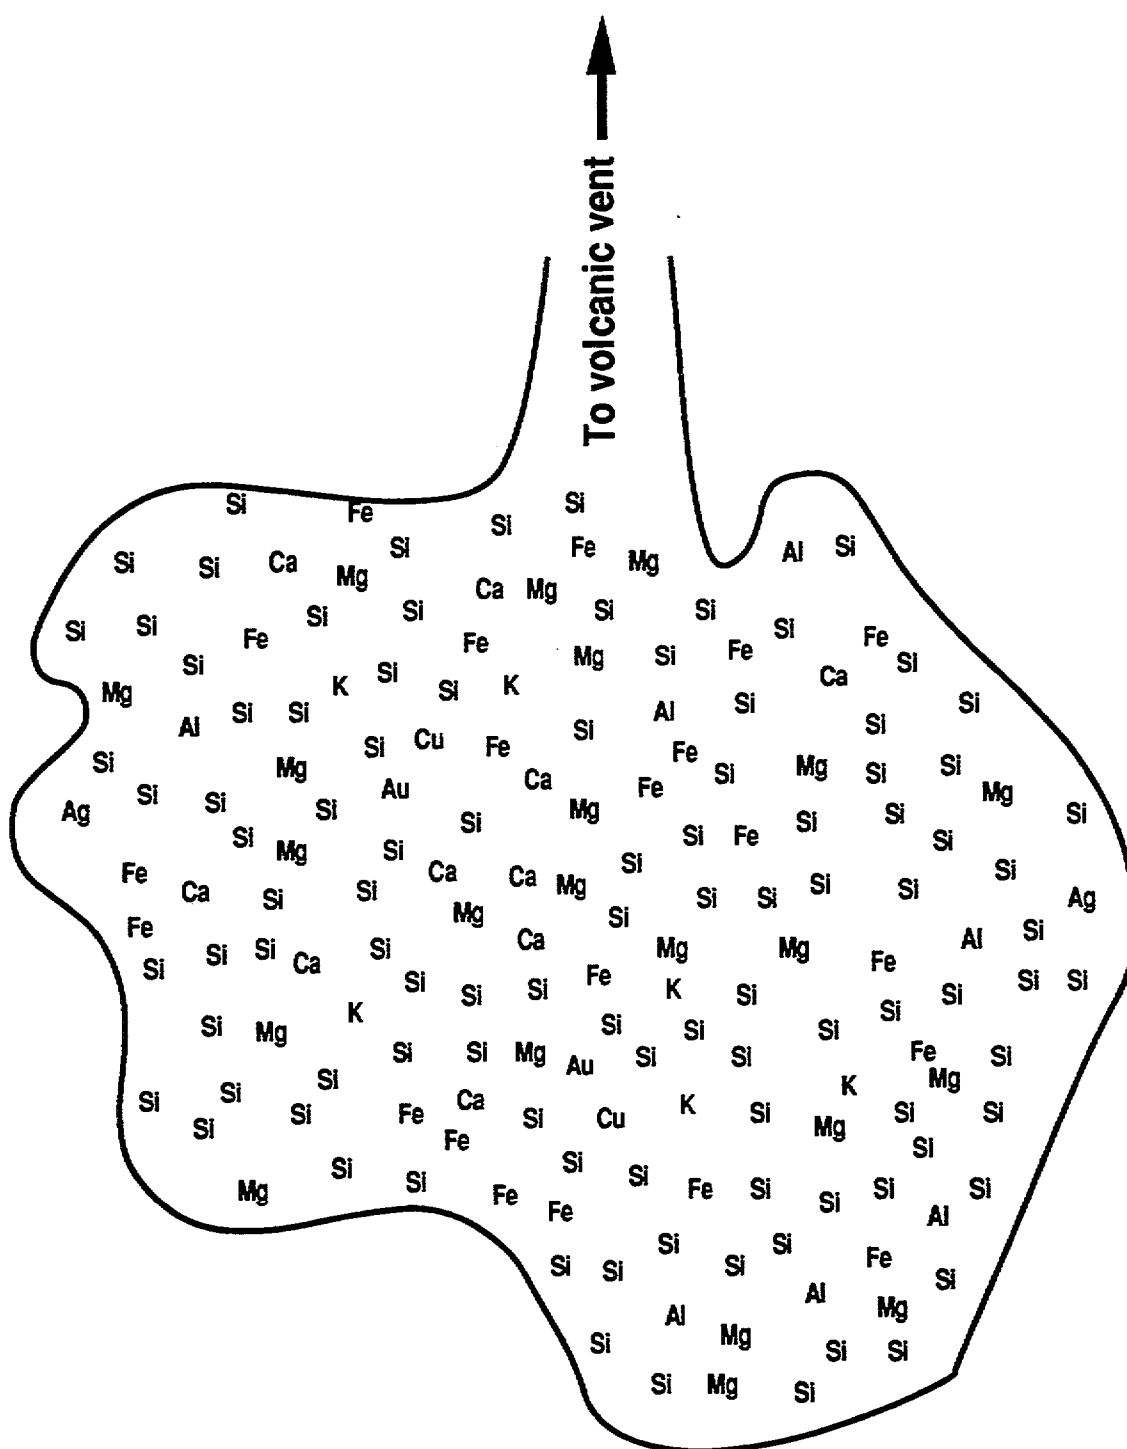 To volcanic vent
Si Fe Si Si
Si Si Ca Mg Si Fe Mg Al Si
Ca Mg
Si Si Fe Si Si Fe Si Si Si Fe
Si Mg Si Fe Si
Mg K Si Si K Ca
Al Si Si Si Al Si Si Si
Si Mg Si Cu Fe Fe Si Mg Si Si
Ag Si Si Si Au Ca Mg Fe Si Mg Si
Si Mg Si Si Si Fe Si Si
Fe Ca Si Si Ca Ca Mg Si Si Si Si Si Si Ag
Fe Mg Si Al Si
Si Si Si Ca Si Ca Mg Mg Fe
Si Si Si Fe K Si Si Si Si Si
Si Mg K Si Si Si Si
Si Si Mg Au Si Si Fe Mg Si
Si Si Si Si Si Fe Ca Si Cu K Si K Mg Si Si
Fe Si
Mg Si Si Fe Fe Si Si Fe Si Si Si Al Si
Si Si Si Si Si Fe Si
Al Al Mg
Si Mg Si Si
Si Mg Si